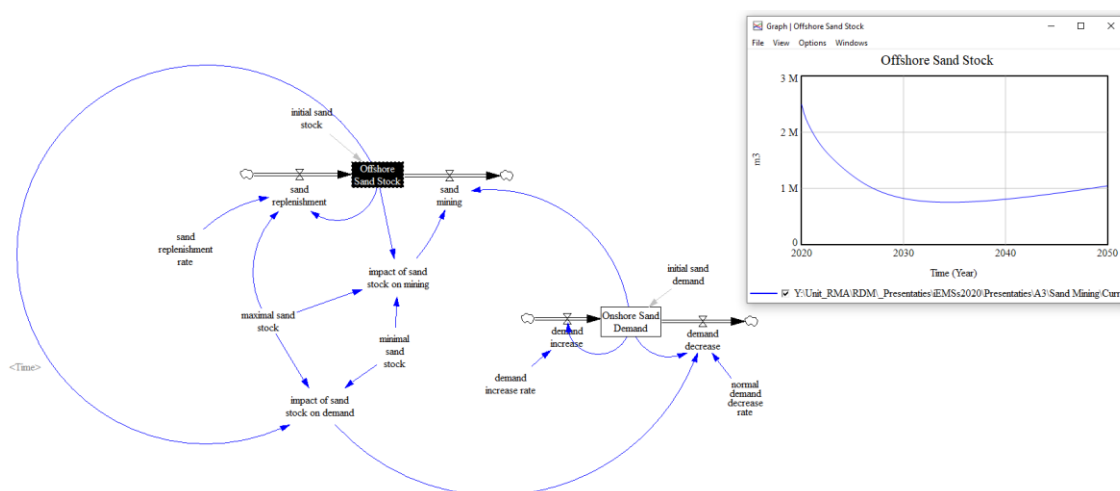 Graph | Offshore Sand Stock
File View Options Windows
Offshore Sand Stock
3 M
2 M
1 M
0
m3
2020
2030
2040
2050
Time (Year)
Y:\Unit_RMA\RDM\_Presentaties\iEMSs2020\Presentaties\A3\Sand Mining\Curr
initial sand
stock
Offshore
Sand Stock
sand
replenishment
sand
mining
sand
replenishment
rate
impact of sand
stock on mining
maximal sand
stock
minimal
sand
stock
<Time>
impact of sand
stock on demand
initial sand
demand
Onshore Sand
Demand
demand
increase
demand
decrease
demand
increase rate
normal
demand
decrease
rate